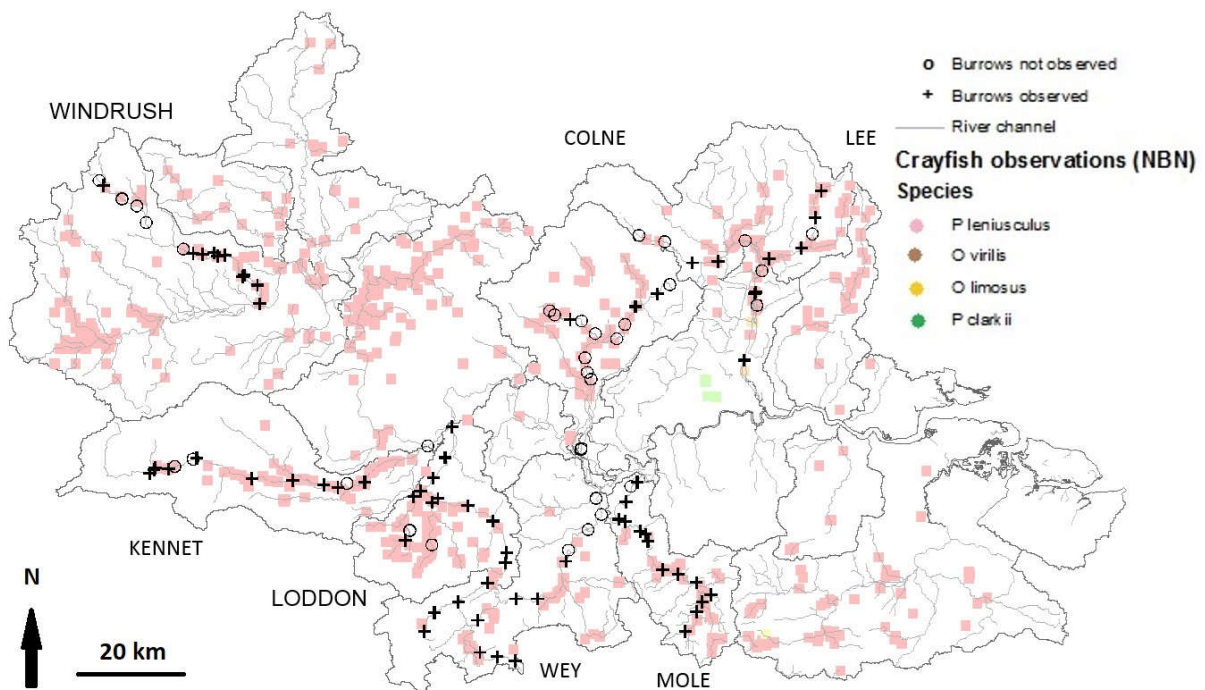 WINDRUSH
COLNE
LEE
Burrows not observed
Burrows observed
River channel
Crayfish observations (NBN)
Species
P leniusculus
O virilis
O limosus
P clarkii
KENNET
N
LODDON
20 km
WEY
MOLE